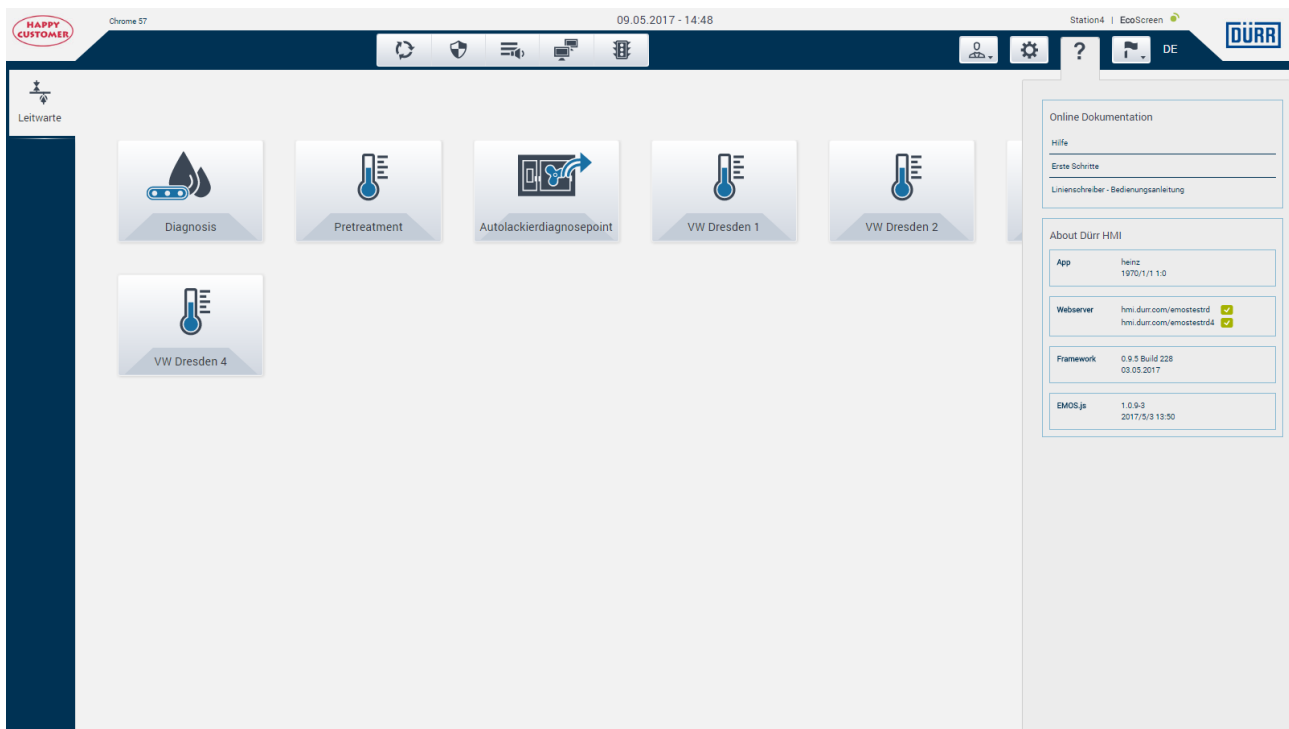 HAPPY
CUSTOMER
Chrome 57
09.05.2017 - 14:48
Station4 | EcoScreen
DÜRR
?
DE
Leitwarte
Diagnosis
Pretreatment
Autolackierdiagnosepoint
VW Dresden 1
VW Dresden 2
VW Dresden 4
Online Dokumentation
Hilfe
Erste Schritte
Linienschreiber - Bedienungsanleitung
About Dürr HMI
App heinz
1970/1/1 1:0
Webserver hmi.durr.com/emostestrd
hmi.durr.com/emostestrd4
Framework 0.9.5 Build 228
03.05.2017
EMOS.js 1.0.9-3
2017/5/3 13:50